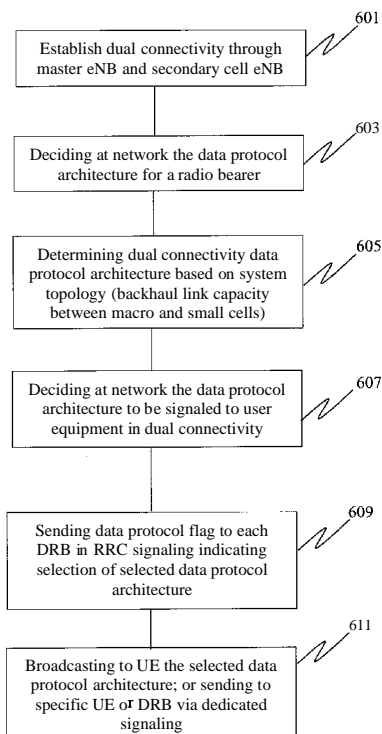 601
Establish dual connectivity through
master eNB and secondary cell eNB
603
Deciding at network the data protocol
architecture for a radio bearer
605
Determining dual connectivity data
protocol architecture based on system
topology (backhaul link capacity
between macro and small cells)
607
Deciding at network the data protocol
architecture to be signaled to user
equipment in dual connectivity
609
Sending data protocol flag to each
DRB in RRC signaling indicating
selection of selected data protocol
architecture
611
Broadcasting to UE the selected data
protocol architecture; or sending to
specific UE or DRB via dedicated
signaling